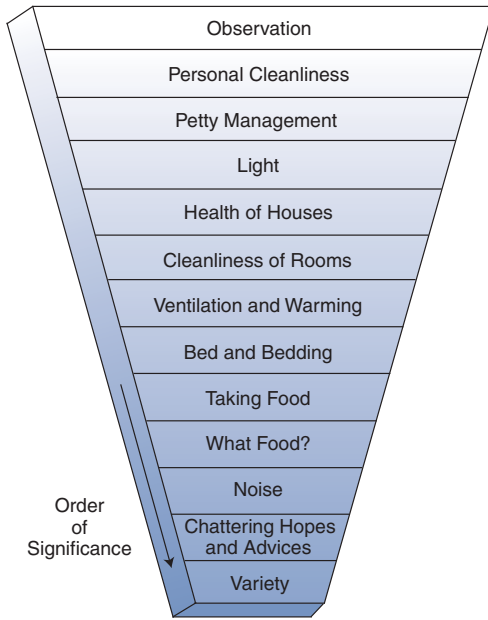 Observation
Personal Cleanliness
Petty Management
Light
Health of Houses
Cleanliness of Rooms
Ventilation and Warming
Bed and Bedding
Taking Food
What Food?
Noise
Chattering Hopes
and Advices
Variety
Order
of
Significance